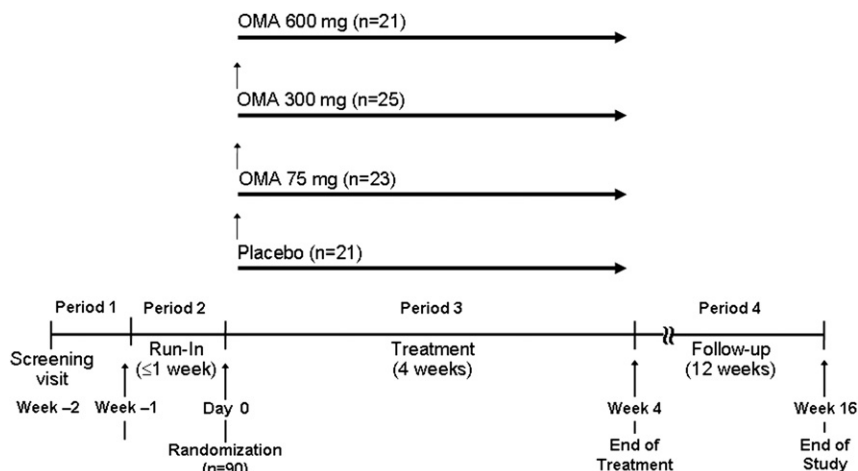 OMA 600 mg (n=21)
OMA 300 mg (n=25)
OMA 75 mg (n=23)
Placebo (n=21)
Period 1
Period 2
Period 3
Period 4
Screening
visit
Run-In
(≤1 week)
Treatment
(4 weeks)
Follow-up
(12 weeks)
Week –2
Week –1
Day 0
Week 4
Week 16
Randomization
(n=90)
End of
Treatment
End of
Study